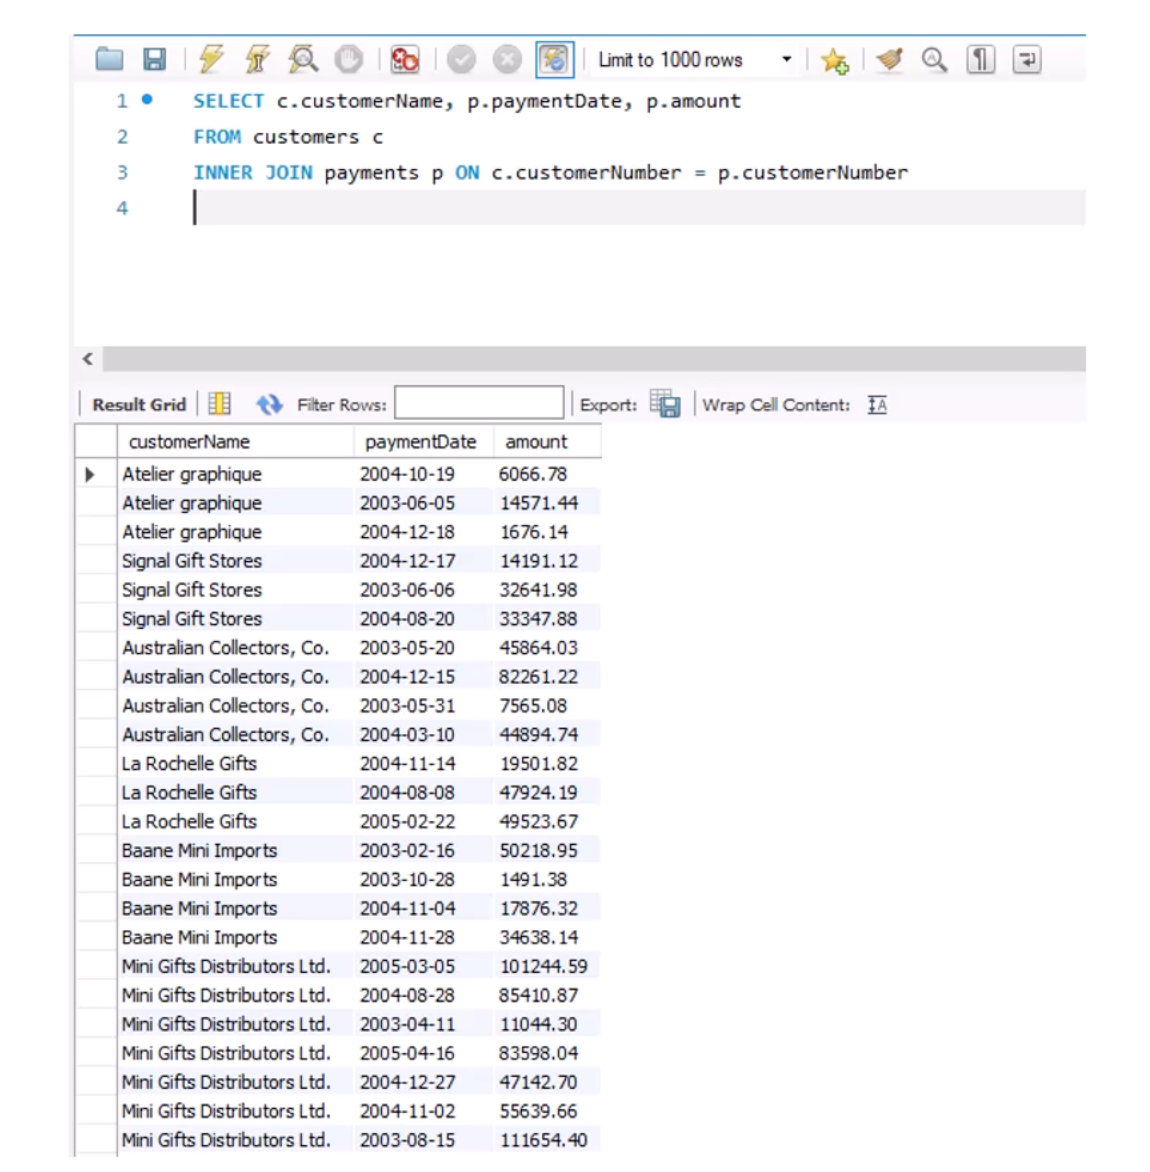 Limit to 1000 rows
1 SELECT c.customerName, p.paymentDate, p.amount
2 FROM customers c
3 INNER JOIN payments p ON c.customerNumber = p.customerNumber
4
Result Grid Filter Rows: Export: Wrap Cell Content: IA
customerName paymentDate amount
Atelier graphique 2004-10-19 6066.78
Atelier graphique 2003-06-05 14571.44
Atelier graphique 2004-12-18 1676.14
Signal Gift Stores 2004-12-17 14191.12
Signal Gift Stores 2003-06-06 32641.98
Signal Gift Stores 2004-08-20 33347.88
Australian Collectors, Co. 2003-05-20 45864.03
Australian Collectors, Co. 2004-12-15 82261.22
Australian Collectors, Co. 2003-05-31 7565.08
Australian Collectors, Co. 2004-03-10 44894.74
La Rochelle Gifts 2004-11-14 19501.82
La Rochelle Gifts 2004-08-08 47924.19
La Rochelle Gifts 2005-02-22 49523.67
Baane Mini Imports 2003-02-16 50218.95
Baane Mini Imports 2003-10-28 1491.38
Baane Mini Imports 2004-11-04 17876.32
Baane Mini Imports 2004-11-28 34638.14
Mini Gifts Distributors Ltd. 2005-03-05 101244.59
Mini Gifts Distributors Ltd. 2004-08-28 85410.87
Mini Gifts Distributors Ltd. 2003-04-11 11044.30
Mini Gifts Distributors Ltd. 2005-04-16 83598.04
Mini Gifts Distributors Ltd. 2004-12-27 47142.70
Mini Gifts Distributors Ltd. 2004-11-02 55639.66
Mini Gifts Distributors Ltd. 2003-08-15 111654.40